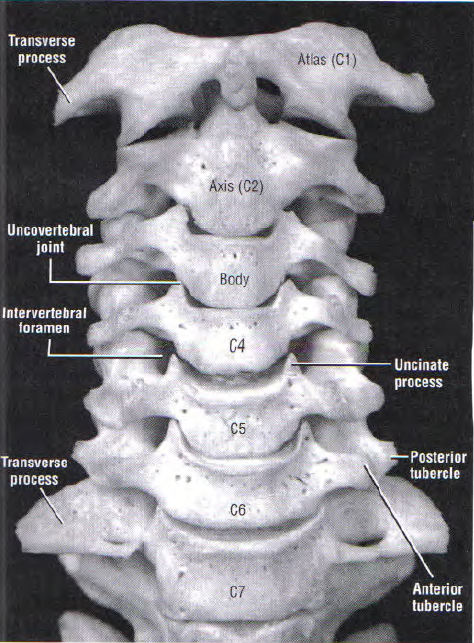 Transverse
process
Atlas (C1)
Axis (C2)
Uncovertebral
joint
Body
Intervertebral
foramen
C4
Uncinate
process
C5
Posterior
tubercle
Transverse
process
C6
Anterior
tubercle
C7